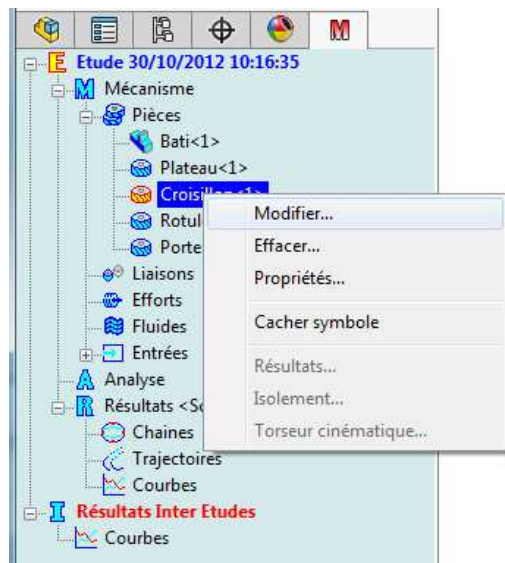 M
E Etude 30/10/2012 10:16:35
M Mécanisme
Pièces
Bati<1>
Plateau<1>
Croisillon<1>
Modifier...
Rotul
Effacer...
Porte
Propriétés...
Liaisons
Efforts
Cacher symbole
Fluides
Entrées
Résultats...
A Analyse
Isolement...
R Résultats <Sc
Torseur cinématique...
Chaines
Trajectoires
Courbes
I Résultats Inter Etudes
Courbes